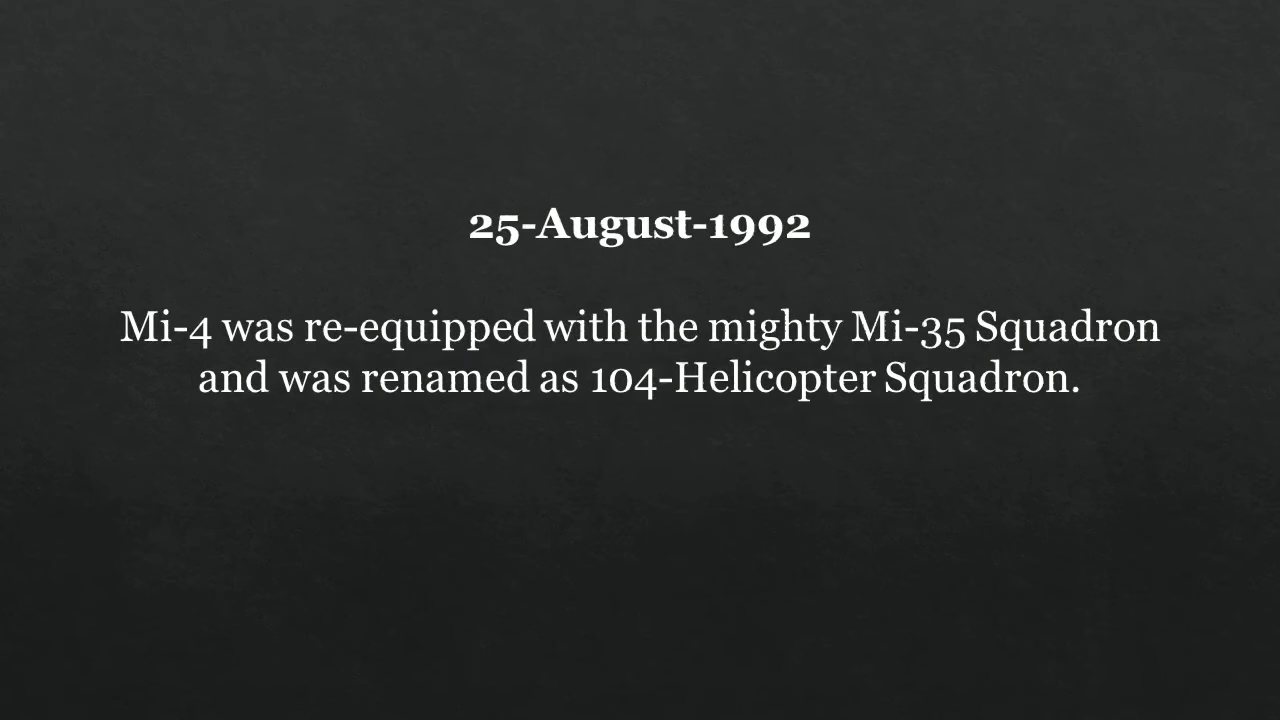 25-August-1992
Mi-4 was re-equipped with the mighty Mi-35 Squadron
and was renamed as 104-Helicopter Squadron.